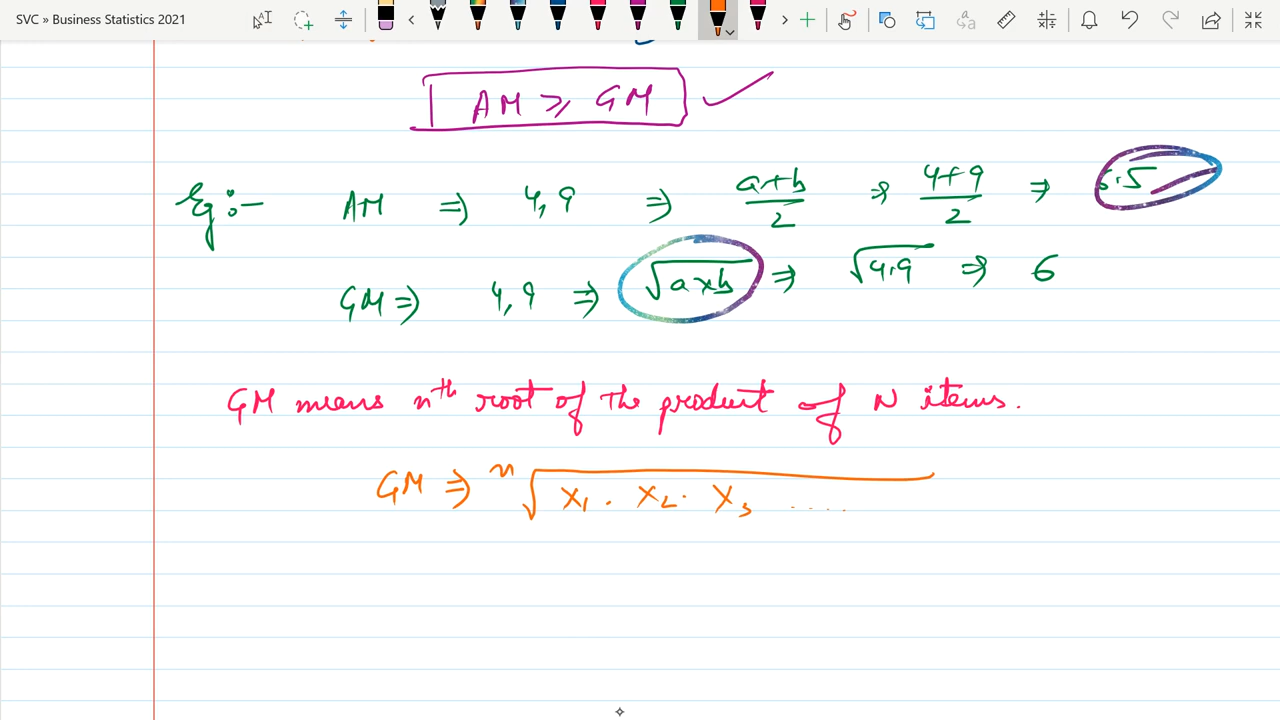 SVC » Business Statistics 2021
AM ⩾ GM ✓
Eg:- AM ⇒ 4,9 ⇒ a+b/2 ⇒ 4+9/2 ⇒ 6.5
GM ⇒ 4,9 ⇒ √a×b ⇒ √4.9 ⇒ 6
GM means nth root of the product of N items.
GM ⇒ n√X1 . X2 . X3 .....